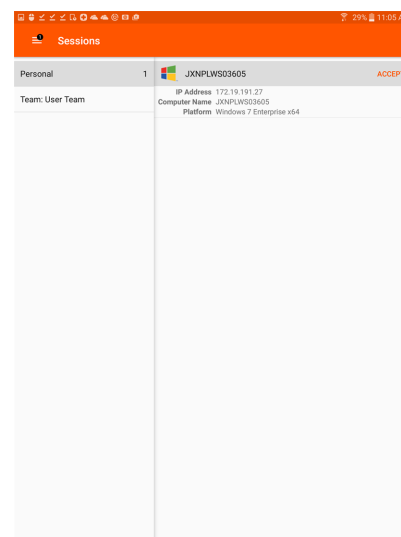 29% 11:05 A
1
Sessions
Personal 1
Team: User Team
JXNPLWS03605 ACCEP
IP Address 172.19.191.27
Computer Name JXNPLWS03605
Platform Windows 7 Enterprise x64